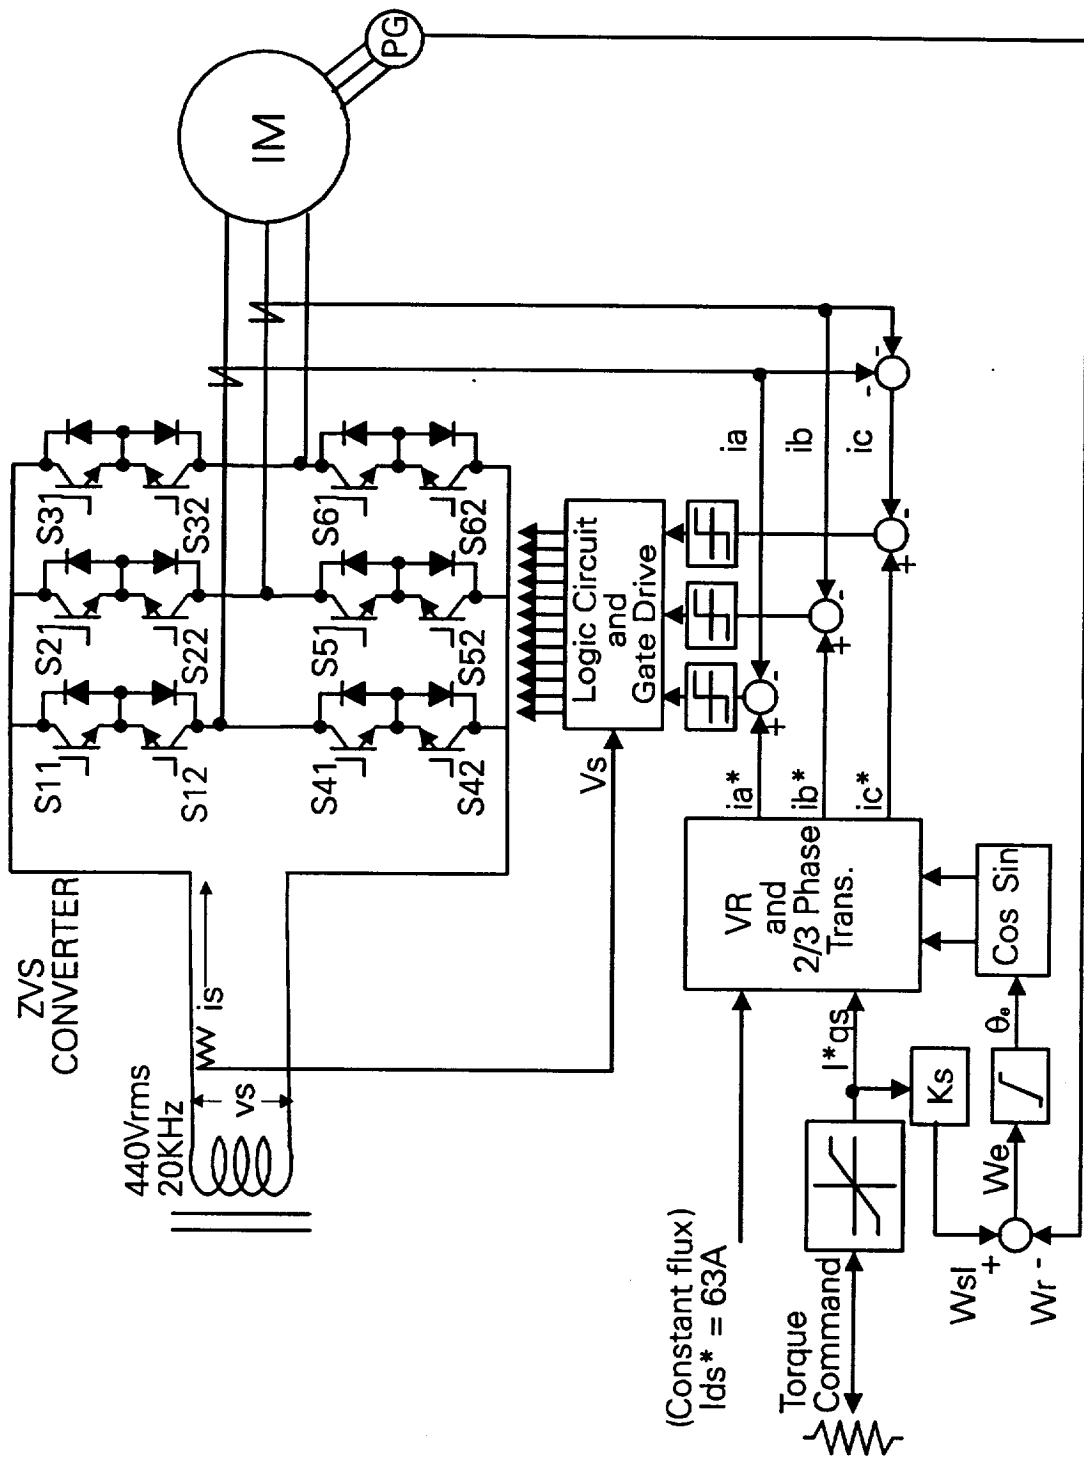 ZVS
CONVERTER
440Vrms
20KHz
vs
is
S11
S12
S21
S22
S31
S32
S41
S42
S51
S52
S61
S62
IM
PG
Vs
Logic Circuit
and
Gate Drive
ia
ib
ic
-
-
-
-
-
+
+
+
ia*
ib*
ic*
VR
and
2/3 Phase
Trans.
(Constant flux)
Ids* = 63A
Torque
Command
I*qs
Ks
Cos Sin
θe
∫
We
Wsl +
Wr -